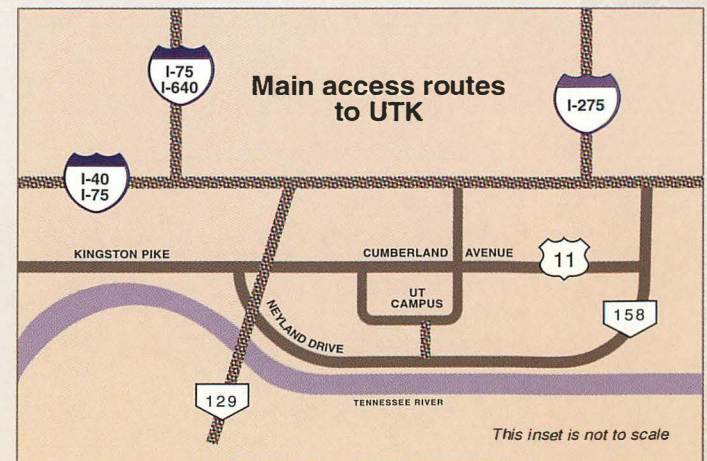 I-75
I-640
Main access routes
to UTK
I-275
I-40
I-75
KINGSTON PIKE
CUMBERLAND AVENUE
11
UT
CAMPUS
NEYLAND DRIVE
158
129
TENNESSEE RIVER
This inset is not to scale